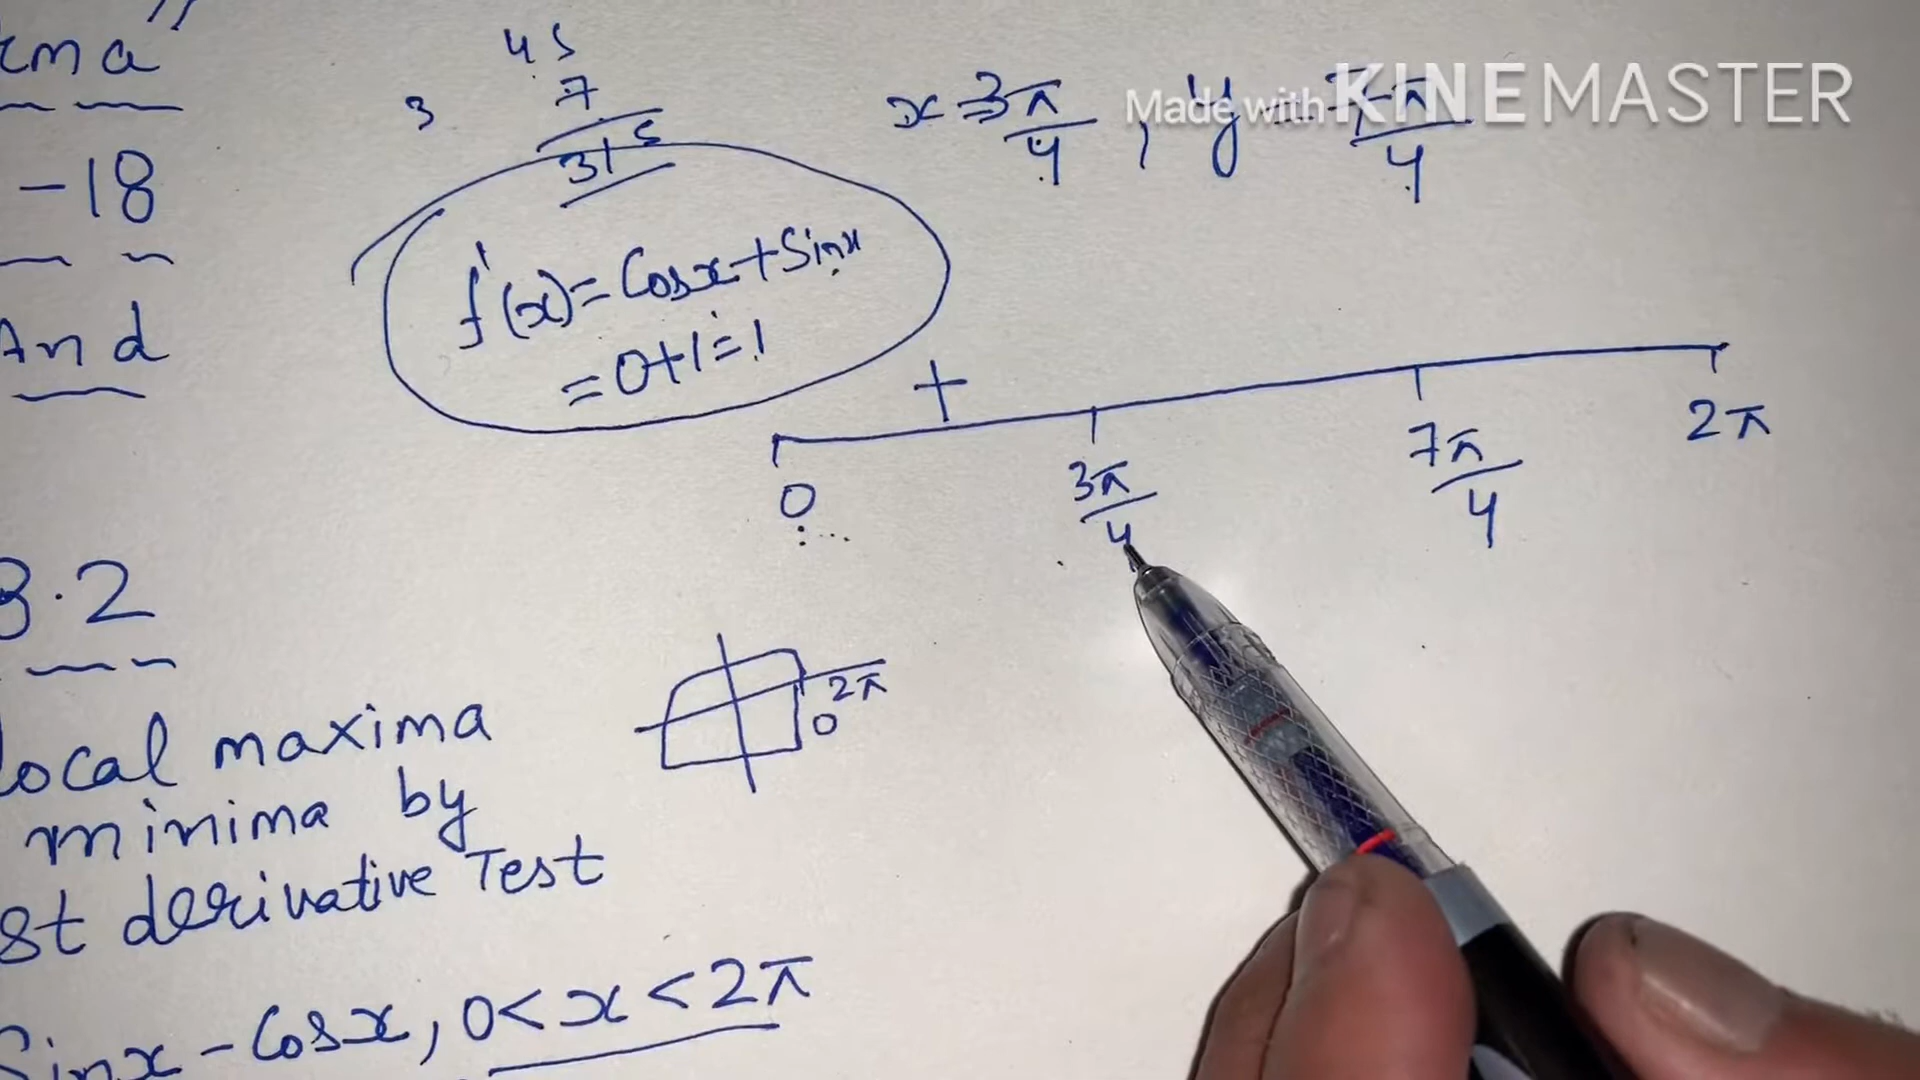 45
7
3
315
x = 3π/4, y = 7π/4
Made with KINEMASTER
-18
And
f'(x) = Cosx + Sinx
= 0+1 = 1
+
0
3π/4
7π/4
2π
3.2
2π
0
local maxima
minima by
st derivative Test
Sinx - Cosx, 0 < x < 2π